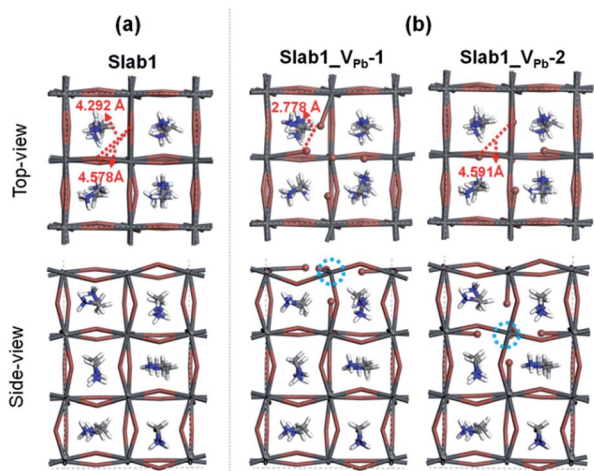 (a)
(b)
Slab1
Slab1_VPb-1
Slab1_VPb-2
Top-view
4.292 Å
4.578Å
2.778 Å
4.591Å
Side-view